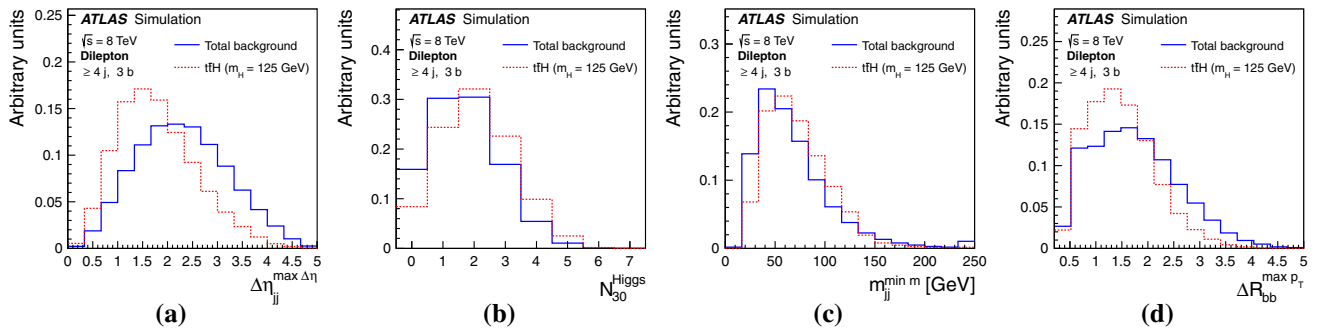 Arbitrary units
0.25
0.2
0.15
0.1
0.05
0
ATLAS Simulation
√s = 8 TeV
Dilepton
≥ 4 j, 3 b
Total background
tt̄H (m_H = 125 GeV)
0 0.5 1 1.5 2 2.5 3 3.5 4 4.5 5
Δη_jj^max Δη
(a)
Arbitrary units
0.4
0.3
0.2
0.1
0
ATLAS Simulation
√s = 8 TeV
Dilepton
≥ 4 j, 3 b
Total background
tt̄H (m_H = 125 GeV)
0 1 2 3 4 5 6 7
N_30^Higgs
(b)
Arbitrary units
0.3
0.2
0.1
0
ATLAS Simulation
√s = 8 TeV
Dilepton
≥ 4 j, 3 b
Total background
tt̄H (m_H = 125 GeV)
0 50 100 150 200 250
m_jj^min m [GeV]
(c)
Arbitrary units
0.25
0.2
0.15
0.1
0.05
0
ATLAS Simulation
√s = 8 TeV
Dilepton
≥ 4 j, 3 b
Total background
tt̄H (m_H = 125 GeV)
0.5 1 1.5 2 2.5 3 3.5 4 4.5 5
ΔR_bb^max p_T
(d)